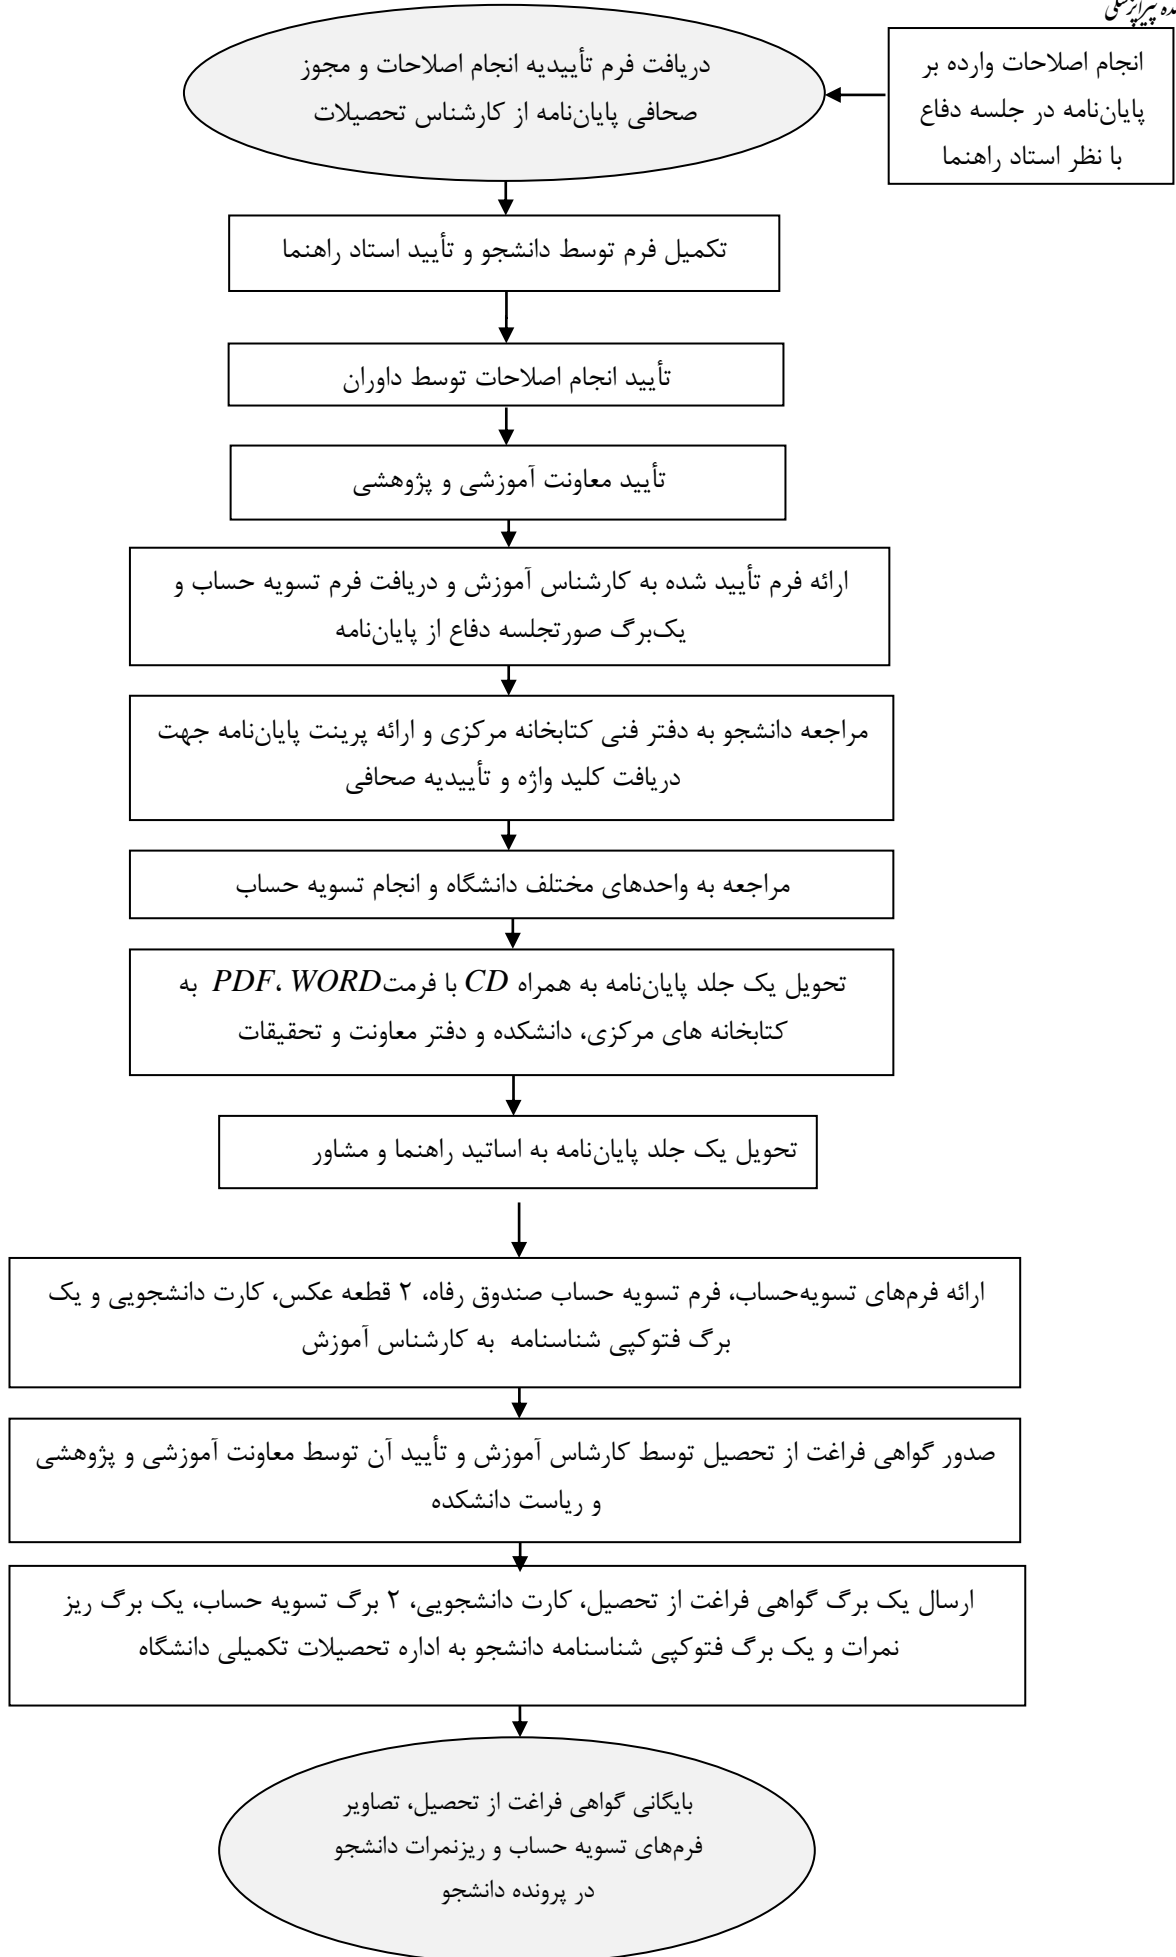 پیراپزشکی
انجام اصلاحات وارده بر
پایان‌نامه در جلسه دفاع
با نظر استاد راهنما
دریافت فرم تأییدیه انجام اصلاحات و مجوز
صحافی پایان‌نامه از کارشناس تحصیلات
تکمیل فرم توسط دانشجو و تأیید استاد راهنما
تأیید انجام اصلاحات توسط داوران
تأیید معاونت آموزشی و پژوهشی
ارائه فرم تأیید شده به کارشناس آموزش و دریافت فرم تسویه حساب و
یک‌برگ صورتجلسه دفاع از پایان‌نامه
مراجعه دانشجو به دفتر فنی کتابخانه مرکزی و ارائه پرینت پایان‌نامه جهت
دریافت کلید واژه و تأییدیه صحافی
مراجعه به واحدهای مختلف دانشگاه و انجام تسویه حساب
تحویل یک جلد پایان‌نامه به همراه CD با فرمت PDF، WORD به
کتابخانه های مرکزی، دانشکده و دفتر معاونت و تحقیقات
تحویل یک جلد پایان‌نامه به اساتید راهنما و مشاور
ارائه فرم‌های تسویه‌حساب، فرم تسویه حساب صندوق رفاه، ۲ قطعه عکس، کارت دانشجویی و یک
برگ فتوکپی شناسنامه به کارشناس آموزش
صدور گواهی فراغت از تحصیل توسط کارشاس آموزش و تأیید آن توسط معاونت آموزشی و پژوهشی
و ریاست دانشکده
ارسال یک برگ گواهی فراغت از تحصیل، کارت دانشجویی، ۲ برگ تسویه حساب، یک برگ ریز
نمرات و یک برگ فتوکپی شناسنامه دانشجو به اداره تحصیلات تکمیلی دانشگاه
بایگانی گواهی فراغت از تحصیل، تصاویر
فرم‌های تسویه حساب و ریزنمرات دانشجو
در پرونده دانشجو